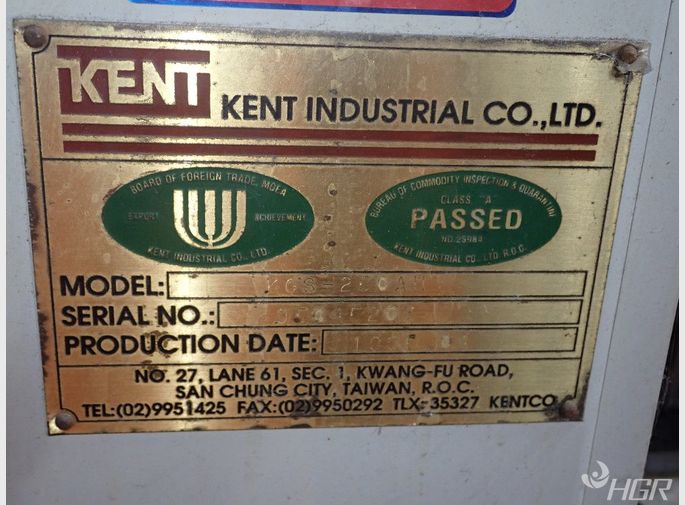 KENT KENT INDUSTRIAL CO.,LTD.
BOARD OF FOREIGN TRADE, MOEA
EXPORT ACHIEVEMENT
KENT INDUSTRIAL CO., LTD.
BUREAU OF COMMODITY INSPECTION & QUARANTINE
CLASS "A
PASSED
NO.25984
KENT INDUSTRIAL CO. LTD. R.O.C.
MODEL:
SERIAL NO.:
PRODUCTION DATE:
NO. 27, LANE 61, SEC, 1, KWANG-FU ROAD,
SAN CHUNG CITY, TAIWAN, R.O.C.
TEL:(02)9951425 FAX:(02)9950292 TLX-35327 KENTCO
HGR